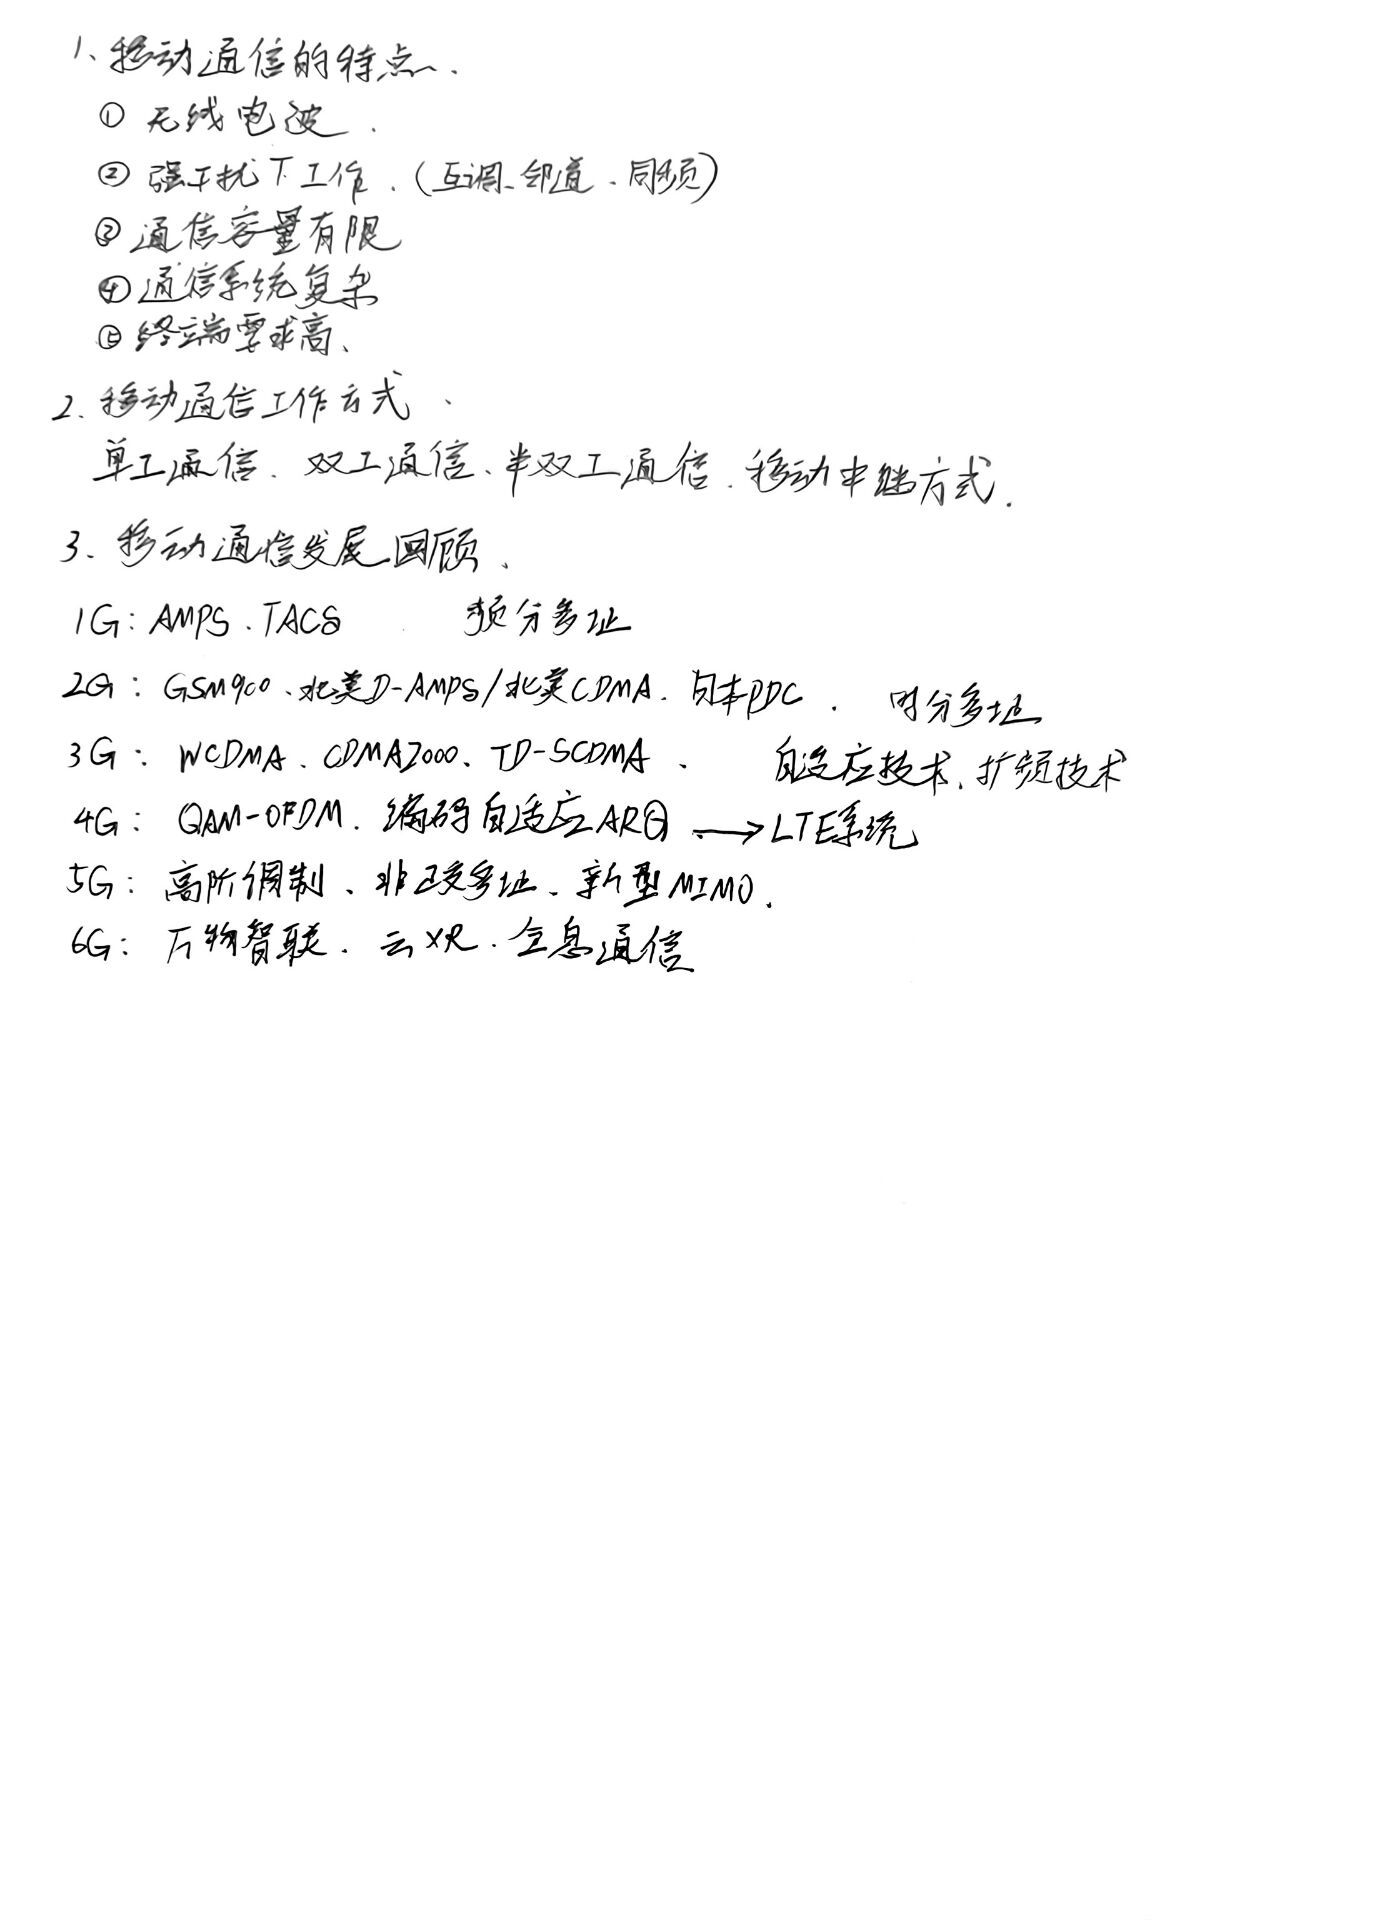 1、移动通信的特点.
① 无线电波.
② 强干扰下工作.(互调、邻道、同频)
③ 通信容量有限
④ 通信系统复杂
⑤ 终端要求高、
2. 移动通信工作方式.
单工通信、双工通信、半双工通信、移动中继方式.
3、移动通信发展回顾.
1G: AMPS、TACS 频分多址
2G: GSM900、北美D-AMPS/北美CDMA、日本PDC. 时分多址
3G: WCDMA、CDMA2000、TD-SCDMA、 自适应技术、扩频技术
4G: QAM-OFDM、编码自适应ARQ → LTE系统
5G: 高阶调制、非正交多址、新型MIMO.
6G: 万物智联、云XR、全息通信